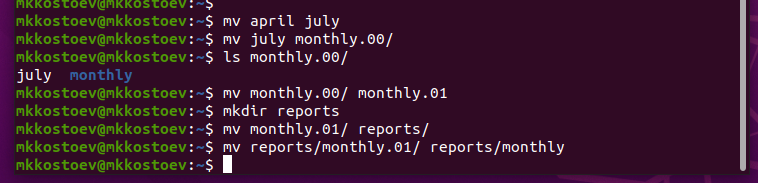 mkkostoev@mkkostoev:~$
mkkostoev@mkkostoev:~$ mv april july
mkkostoev@mkkostoev:~$ mv july monthly.00/
mkkostoev@mkkostoev:~$ ls monthly.00/
july  monthly
mkkostoev@mkkostoev:~$ mv monthly.00/ monthly.01
mkkostoev@mkkostoev:~$ mkdir reports
mkkostoev@mkkostoev:~$ mv monthly.01/ reports/
mkkostoev@mkkostoev:~$ mv reports/monthly.01/ reports/monthly
mkkostoev@mkkostoev:~$